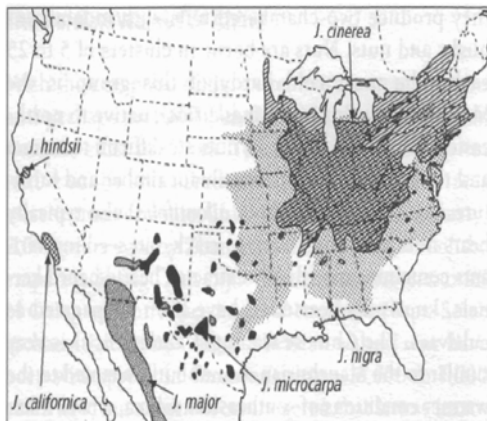 J. cinerea
J. hindsii
J. nigra
J. microcarpa
J. californica
J. major